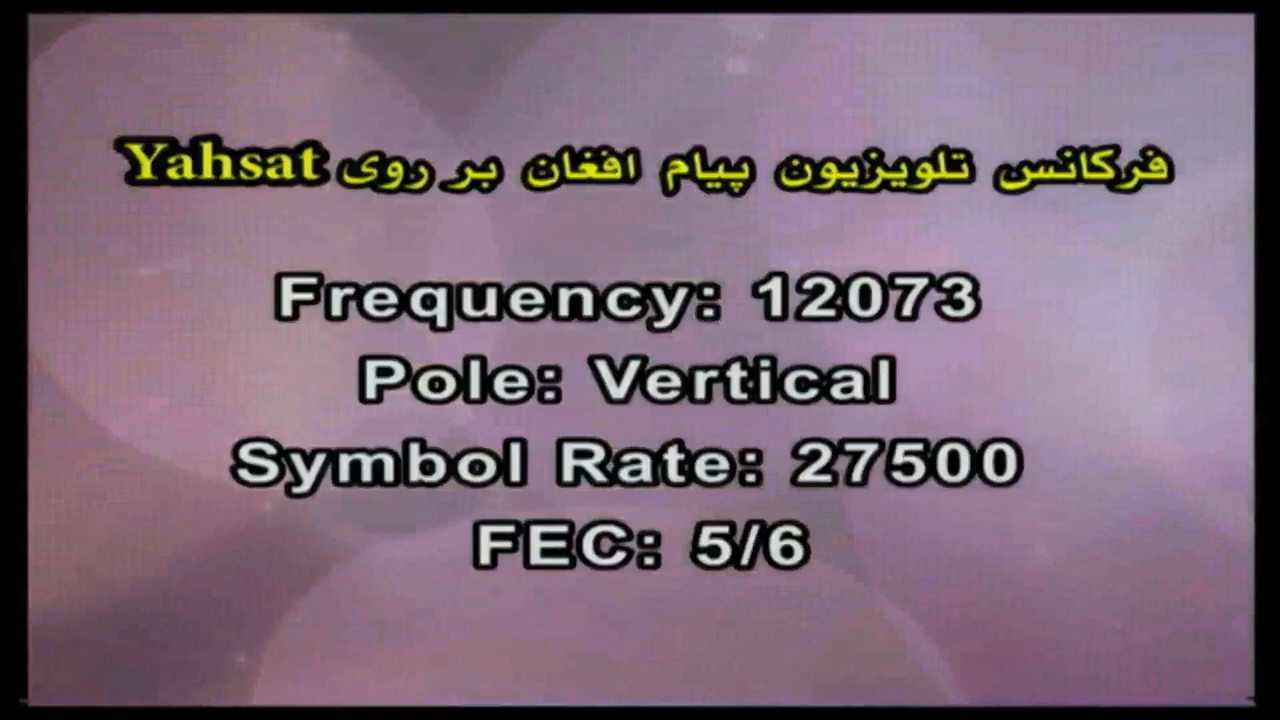 فرکانس تلویزیون پیام افغان بر روی Yahsat
Frequency: 12073
Pole: Vertical
Symbol Rate: 27500
FEC: 5/6